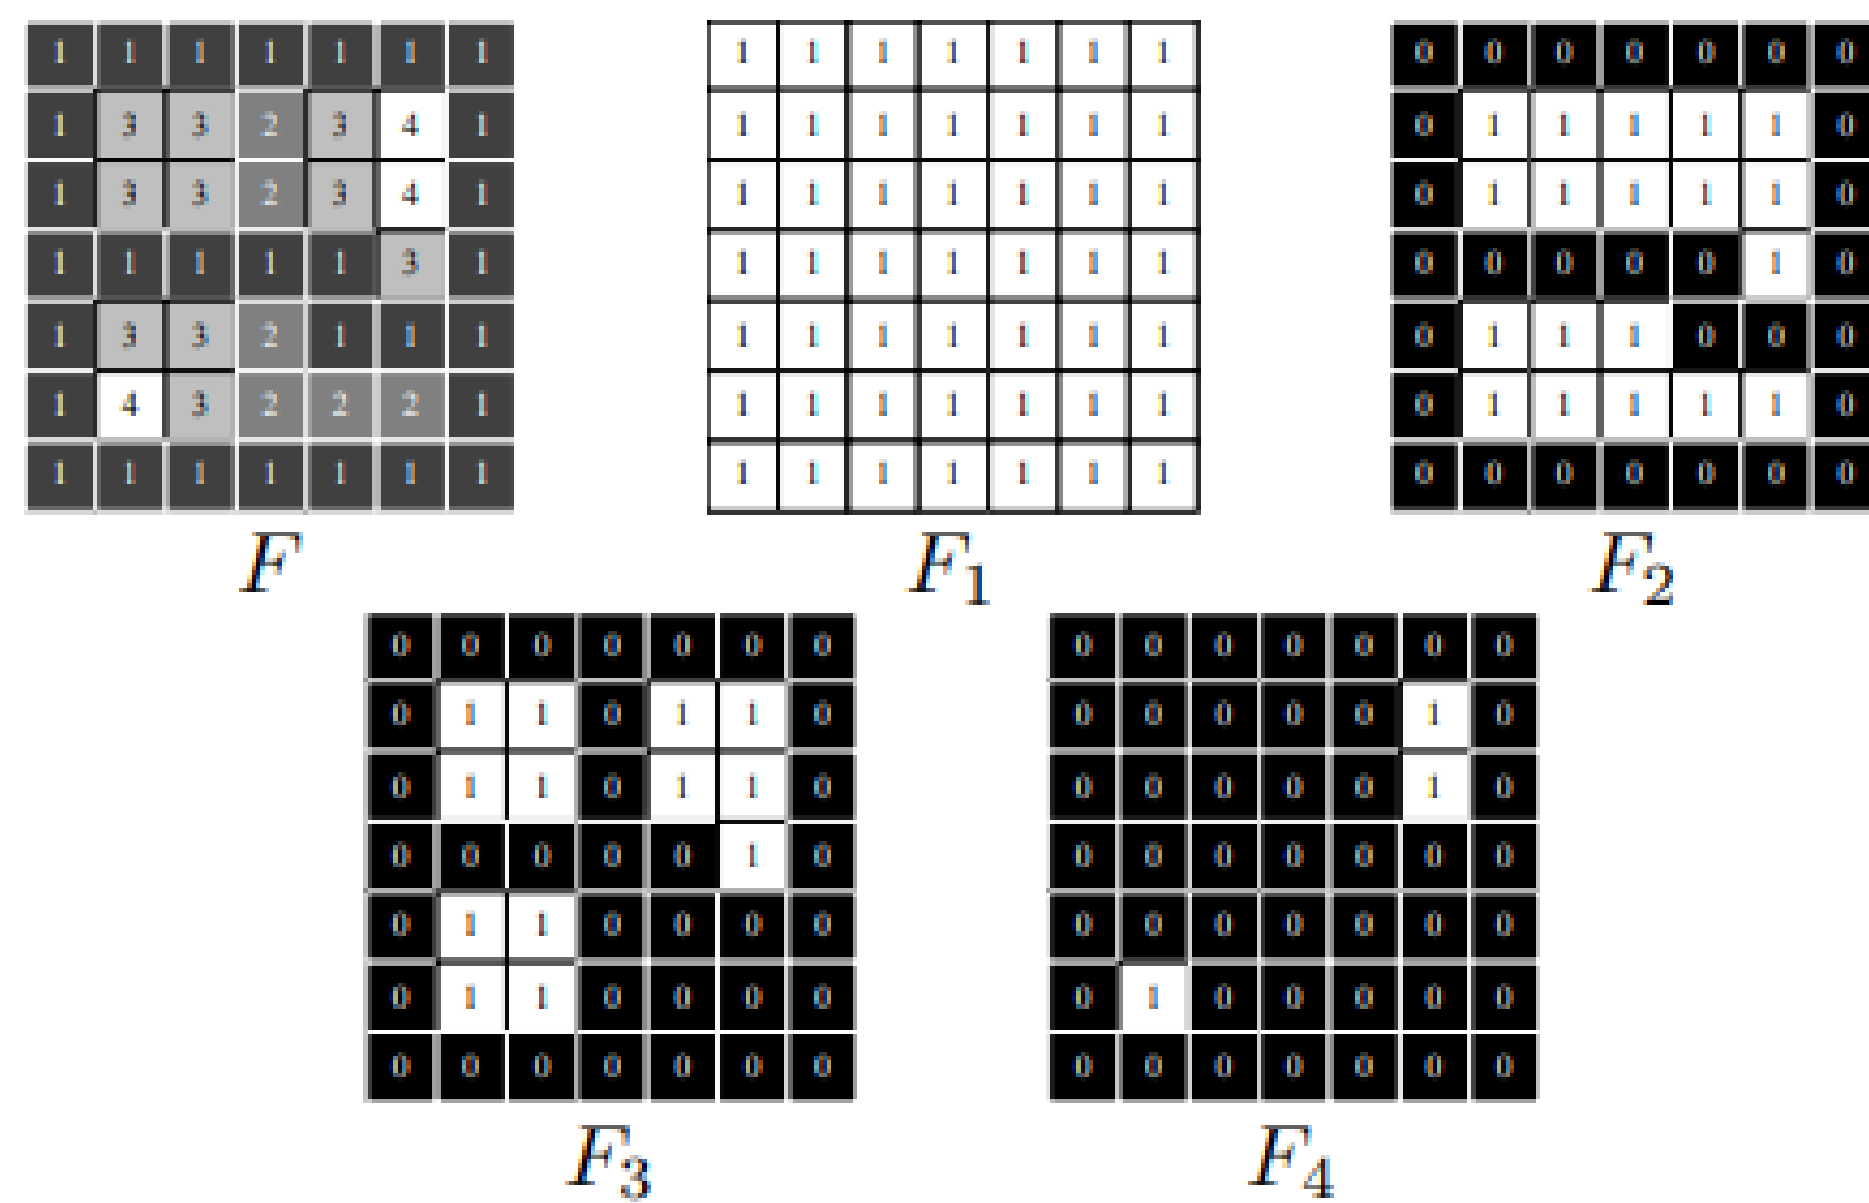 1 1 1 1 1 1 1 1 1 1 1 1 1 1 0 0 0 0 0 0 0
1 3 3 2 3 4 1 1 1 1 1 1 1 1 0 1 1 1 1 1 0
1 3 3 2 3 4 1 1 1 1 1 1 1 1 0 1 1 1 1 1 0
1 1 1 1 1 3 1 1 1 1 1 1 1 1 0 0 0 0 0 1 0
1 3 3 2 1 1 1 1 1 1 1 1 1 1 0 1 1 1 0 0 0
1 4 3 2 2 2 1 1 1 1 1 1 1 1 0 1 1 1 1 1 0
1 1 1 1 1 1 1 1 1 1 1 1 1 1 0 0 0 0 0 0 0
F F₁ F₂
0 0 0 0 0 0 0 0 0 0 0 0 0 0
0 1 1 0 1 1 0 0 0 0 0 0 1 0
0 1 1 0 1 1 0 0 0 0 0 0 1 0
0 0 0 0 0 1 0 0 0 0 0 0 0 0
0 1 1 0 0 0 0 0 0 0 0 0 0 0
0 1 1 0 0 0 0 0 1 0 0 0 0 0
0 0 0 0 0 0 0 0 0 0 0 0 0 0
F₃ F₄